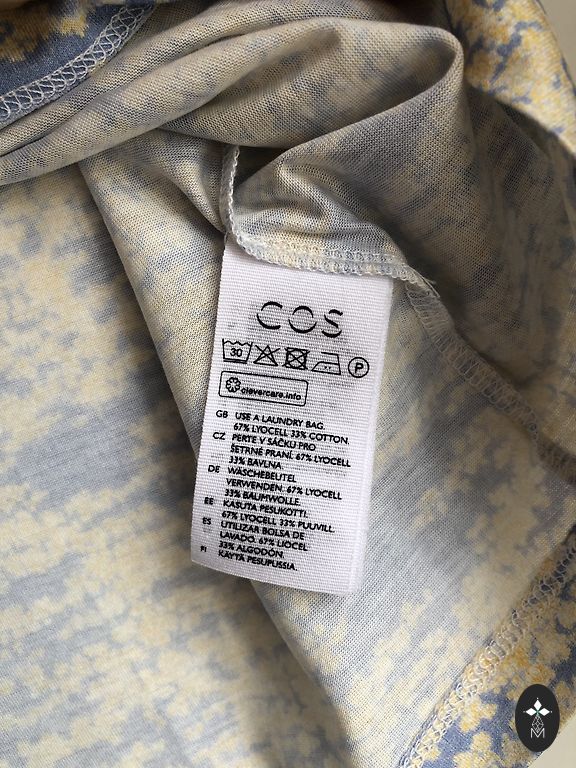 COS
30
P
clevercare.info
GB USE A LAUNDRY BAG.
67% LYOCELL 33% COTTON.
CZ PERTE V SÁČKU PRO
ŠETRNÉ PRANÍ. 67% LYOCELL
33% BAVLNA.
DE WÄSCHEBEUTEL
VERWENDEN. 67% LYOCELL
33% BAUMWOLLE.
EE KASUTA PESUKOTTI.
67% LYOCELL 33% PUUVILL.
ES UTILIZAR BOLSA DE
LAVADO. 67% LIOCEL
33% ALGODÓN.
FI KÄYTÄ PESUPUSSIA.
M